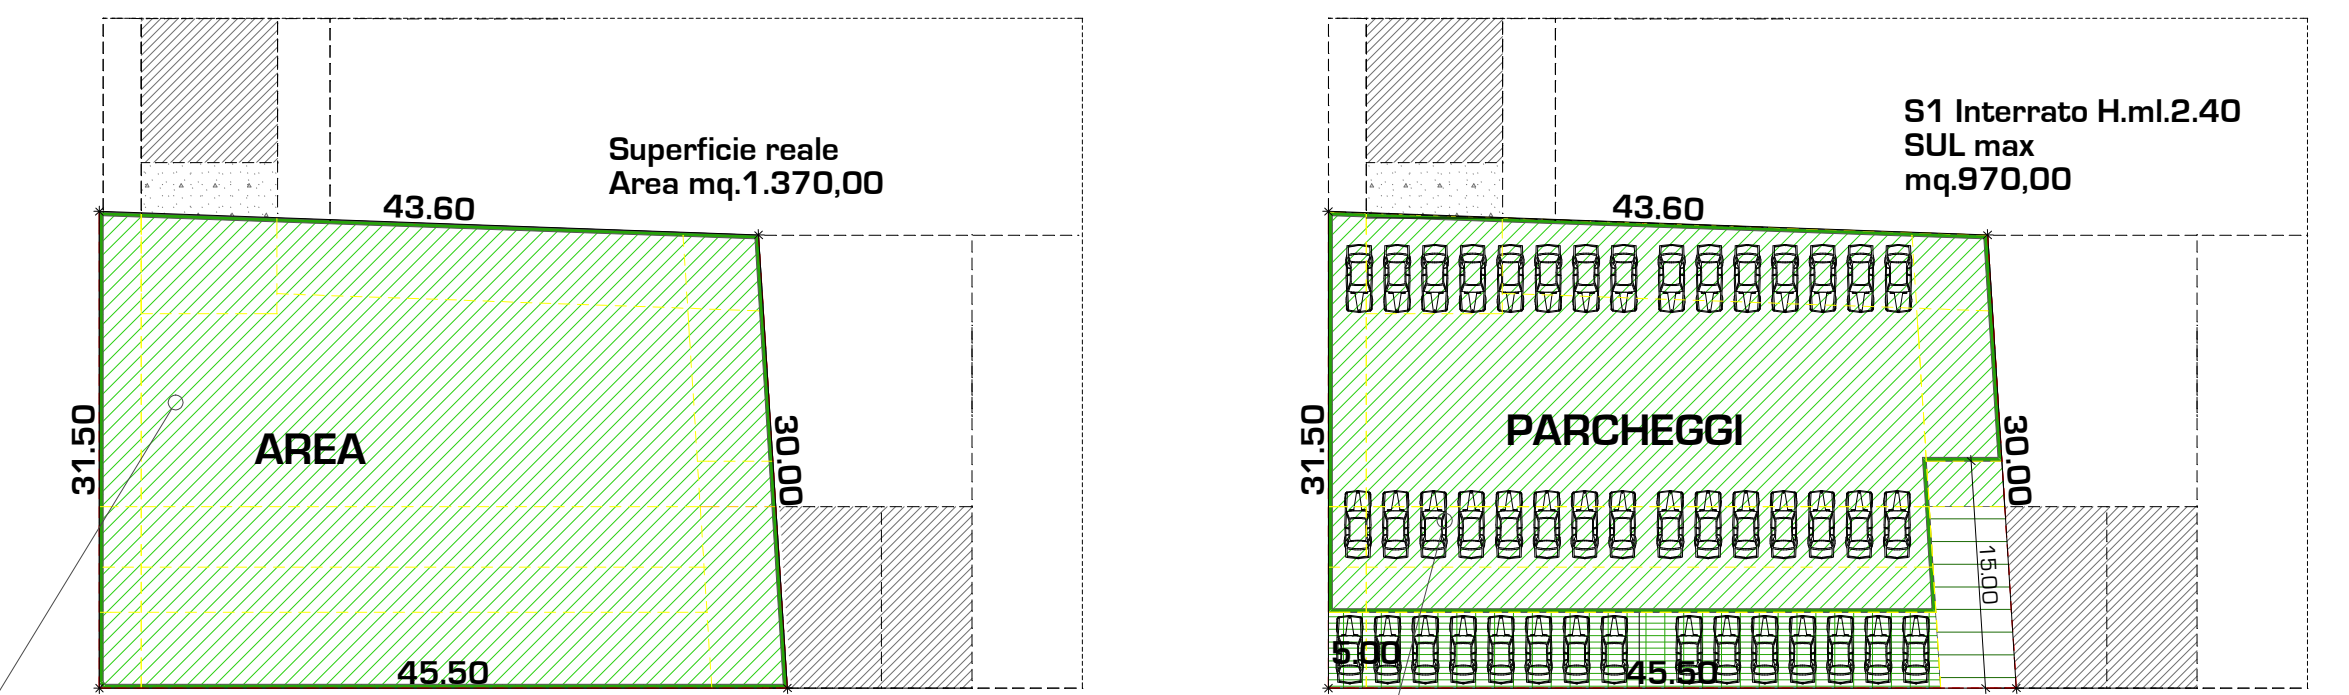 Superficie reale
Area mq.1.370,00
43.60
31.50
AREA
30.00
45.50
S1 Interrato H.ml.2.40
SUL max
mq.970,00
43.60
31.50
PARCHEGGI
30.00
15.00
5.00
45.50